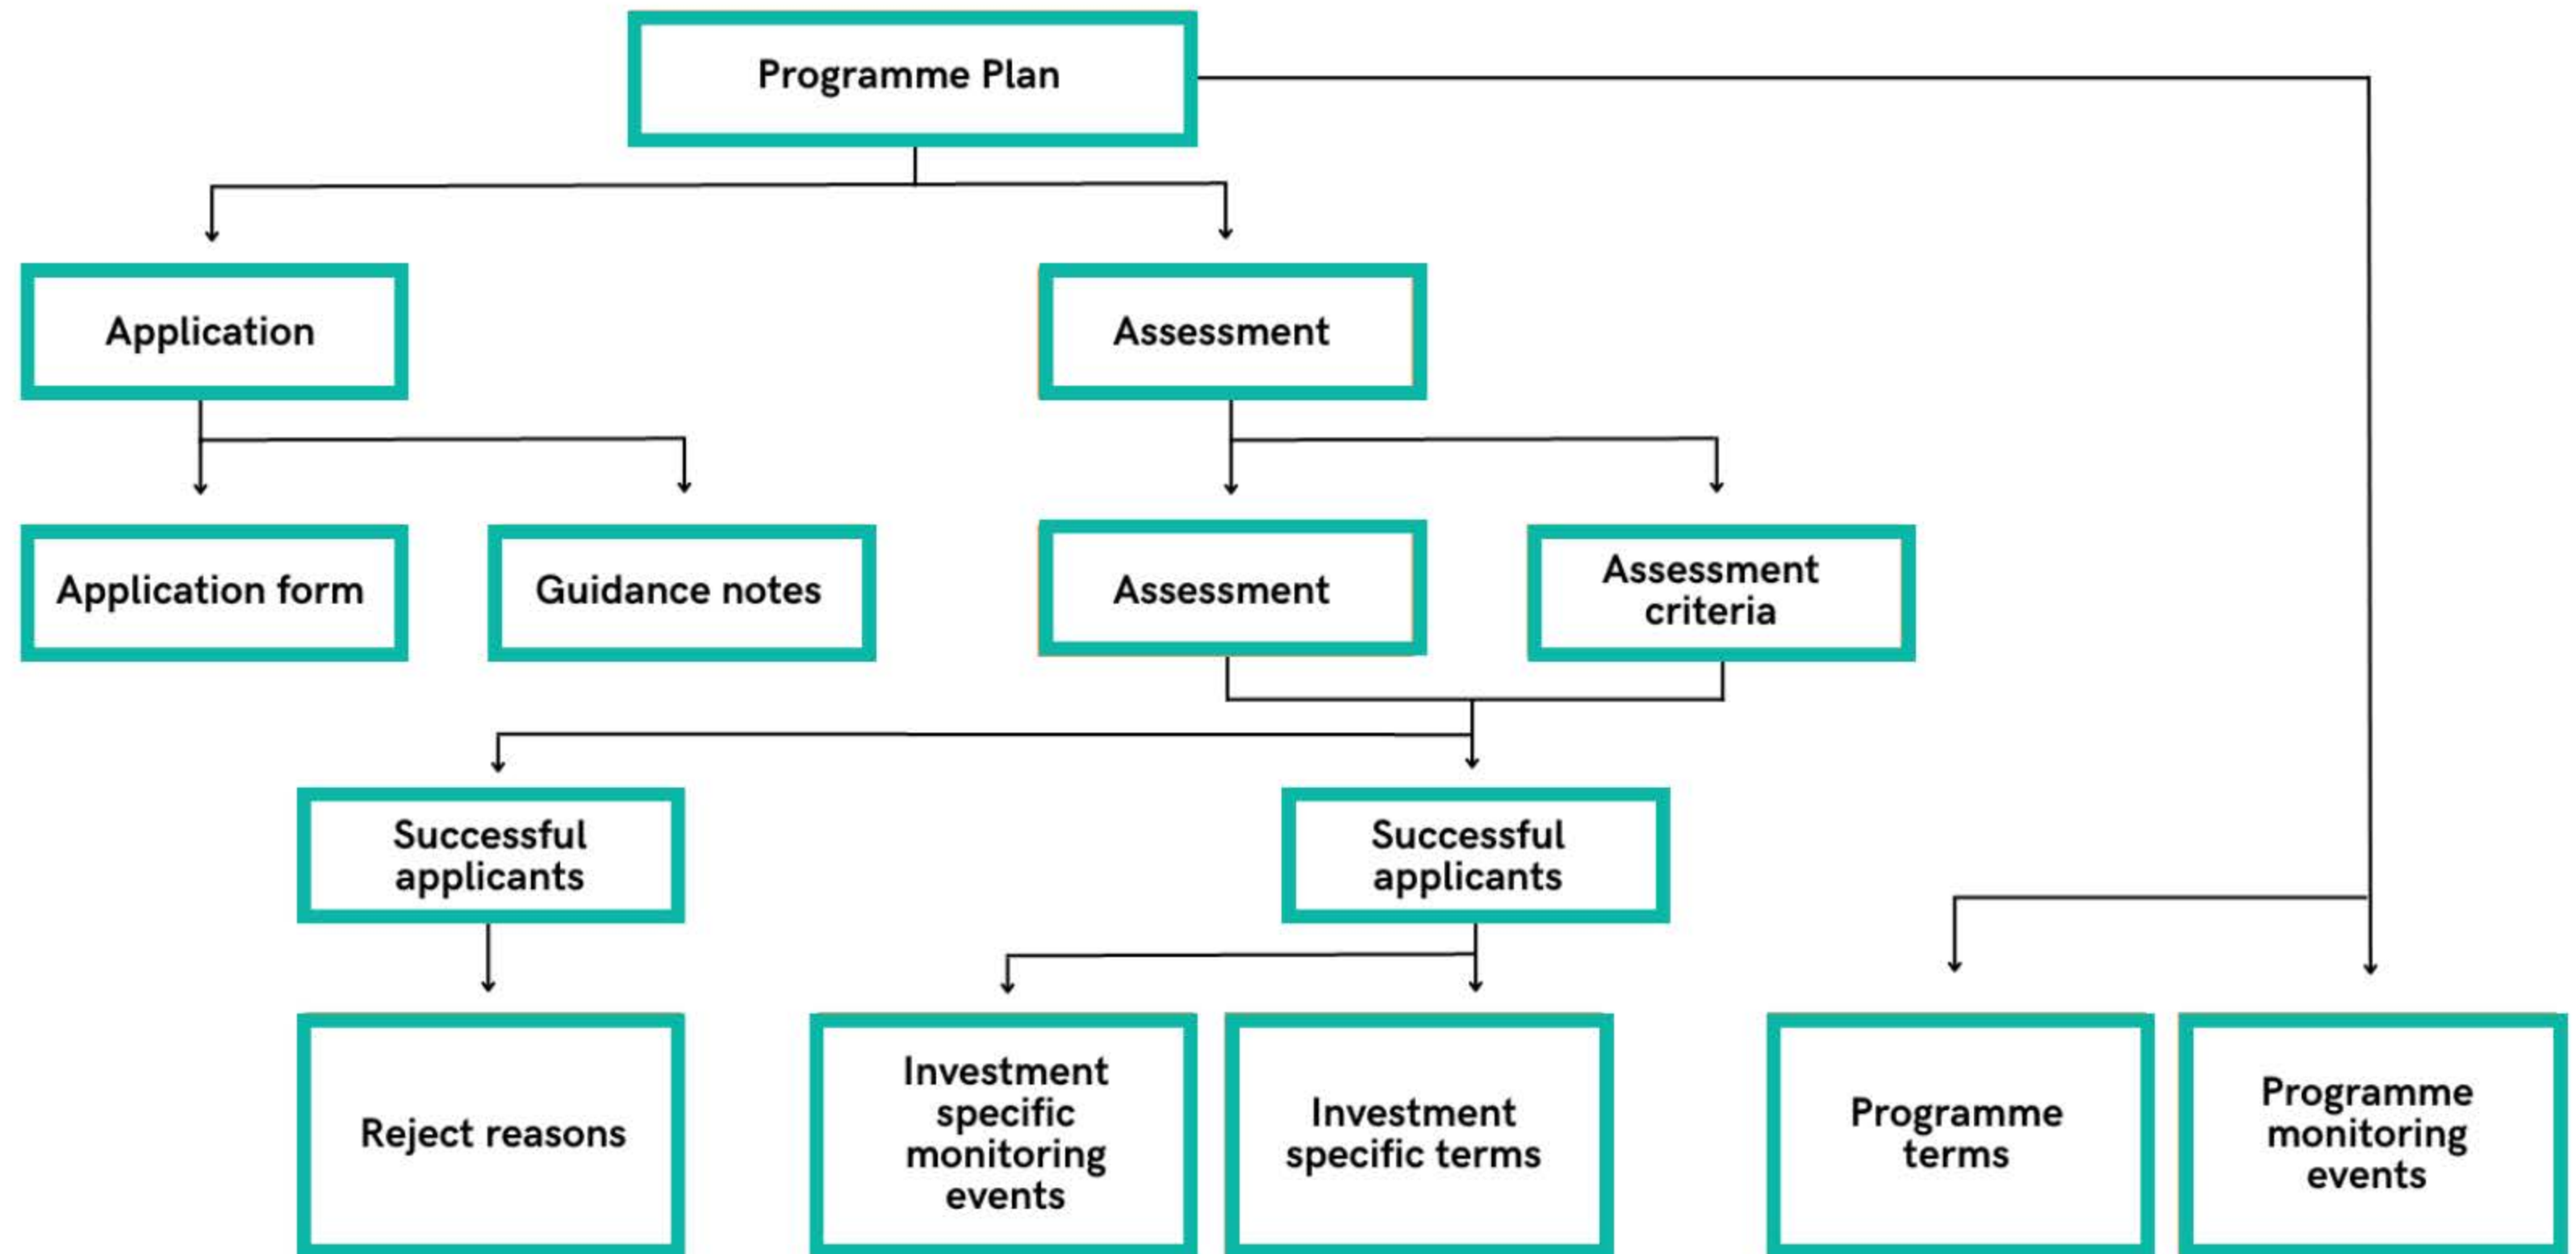 Programme Plan
Application
Assessment
Application form
Guidance notes
Assessment
Assessment
criteria
Successful
applicants
Successful
applicants
Reject reasons
Investment
specific
monitoring
events
Investment
specific terms
Programme
terms
Programme
monitoring
events